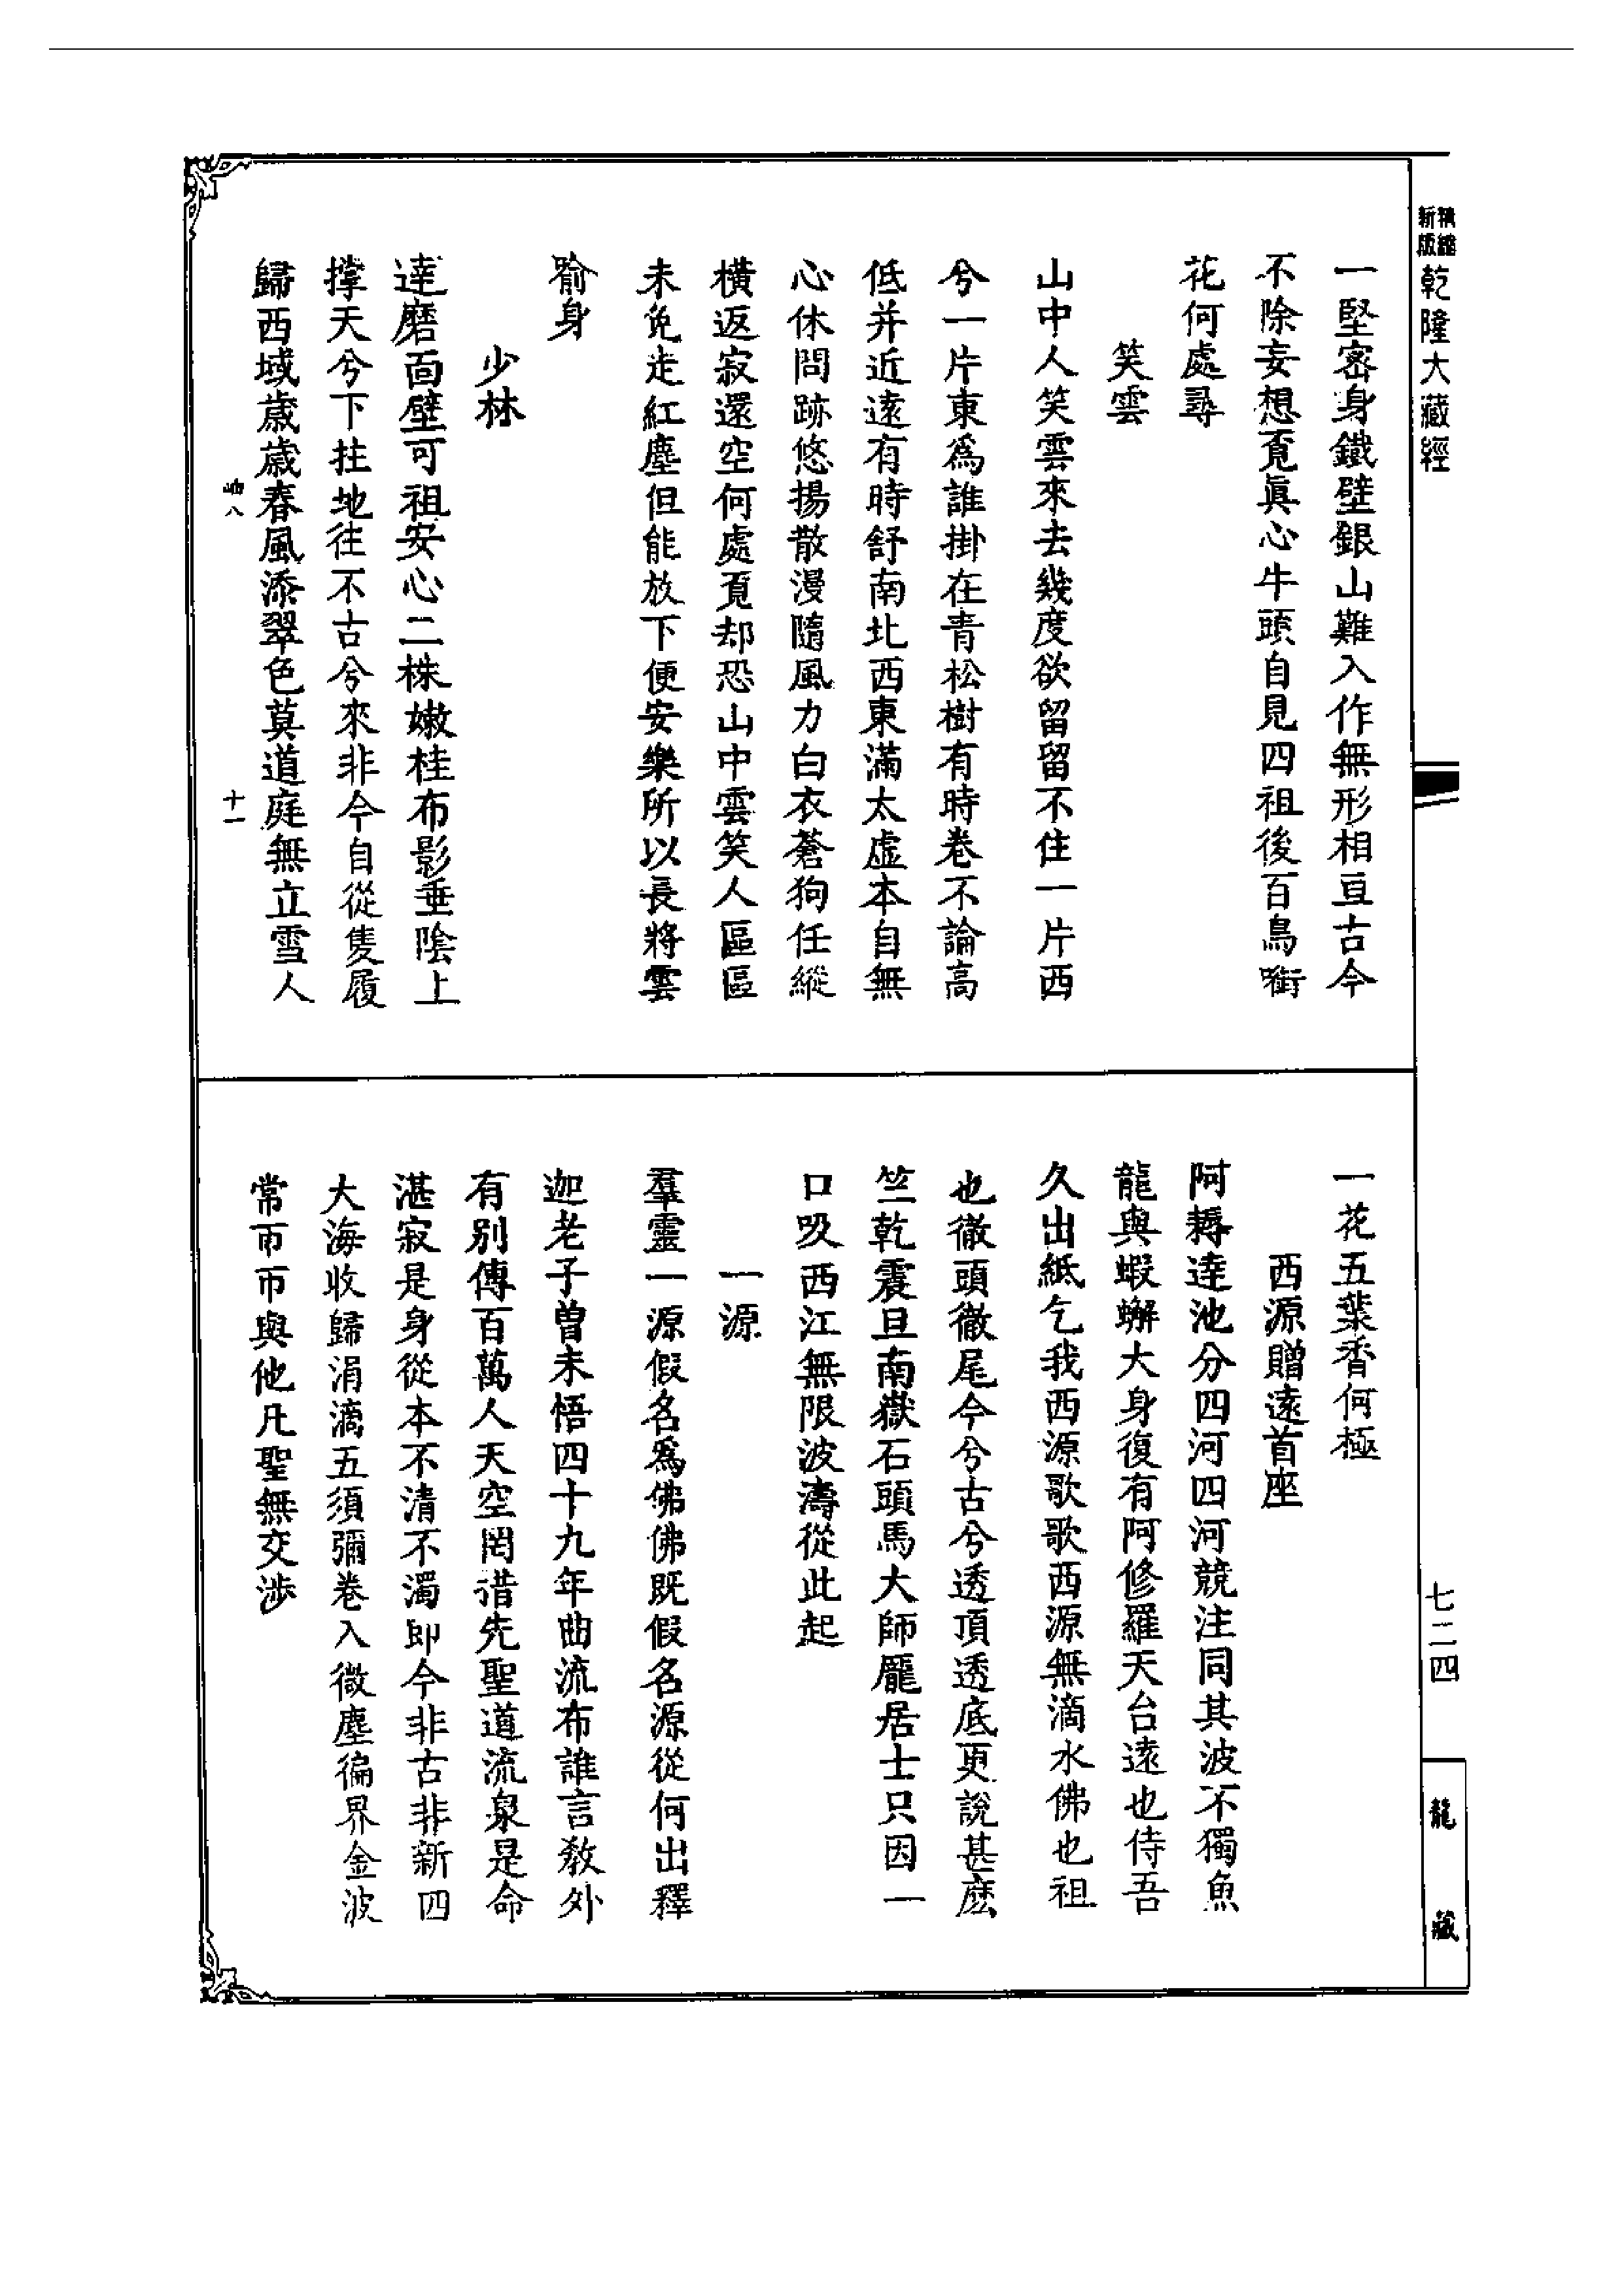 精縮
新版
乾隆大藏經
一堅密身鐵壁銀山難入作無形相亘古今
不除妄想覔眞心牛頭自見四祖後百鳥㘅
花何處尋
笑雲
山中人笑雲來去幾度欲留留不住一片西
兮一片東爲誰掛在青松樹有時卷不論高
低并近遠有時舒南北西東滿太虛本自無
心休問跡悠揚散漫隨風力白衣蒼狗任縱
橫返寂還空何處覔却恐山中雲笑人區區
未免走紅塵但能放下便安樂所以長將雲
喻身
少林
達磨面壁可祖安心二株嫩桂布影垂陰上
撑天兮下拄地往不古兮來非今自從隻履
歸西域歲歲春風添翠色莫道庭無立雪人
八
十一
一花五葉香何極
西源贈遠首座
阿耨達池分四河四河競注同其波不獨魚
龍與蝦蠏大身復有阿修羅天台遠也侍吾
久出紙乞我西源歌歌西源無滴水佛也祖
也徹頭徹尾今兮古兮透頂透底更說甚麽
竺乾震旦南嶽石頭馬大師龐居士只因一
口吸西江無限波濤從此起
一源
羣靈一源假名爲佛佛旣假名源從何出釋
迦老子曾未悟四十九年曲流布誰言教外
有别傳百萬人天空罔措先聖道流泉是命
湛寂是身從本不清不濁卽今非古非新四
大海收歸涓滴五須彌卷入微塵徧界金波
常帀帀與他凡聖無交涉
七二四
龍藏